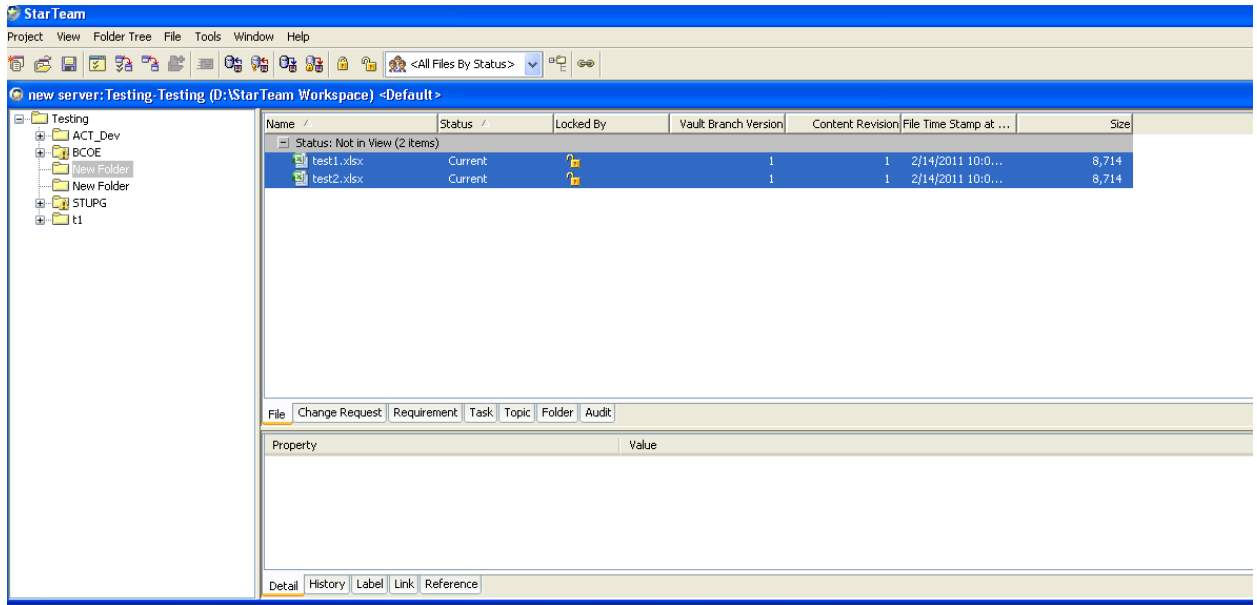 StarTeam
Project View Folder Tree File Tools Window Help
<All Files By Status>
new server:Testing-Testing (D:\StarTeam Workspace) <Default>
Testing
ACT_Dev
BCOE
New Folder
New Folder
STUPG
t1
Name Status Locked By Vault Branch Version Content Revision File Time Stamp at ... Size
Status: Not in View (2 items)
test1.xlsx Current 1 1 2/14/2011 10:0... 8,714
test2.xlsx Current 1 1 2/14/2011 10:0... 8,714
File Change Request Requirement Task Topic Folder Audit
Property Value
Detail History Label Link Reference